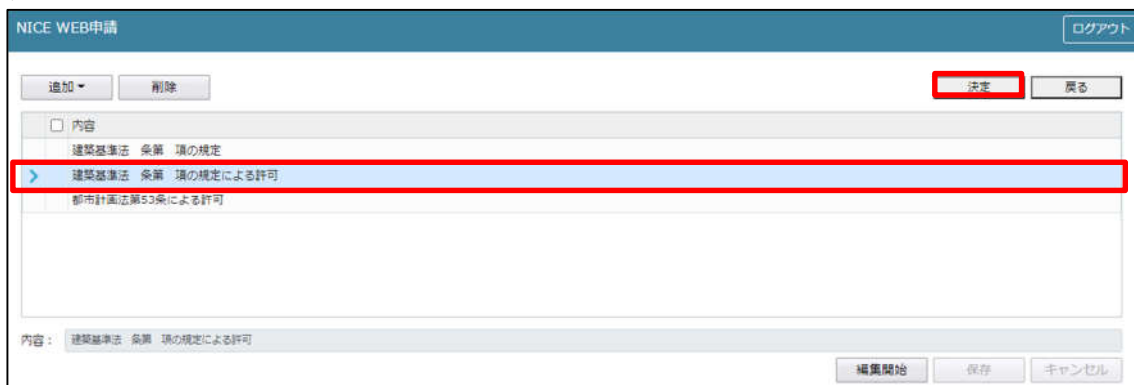 NICE WEB申請 ログアウト
追加 削除 決定 戻る
内容
建築基準法 条第 項の規定
建築基準法 条第 項の規定による許可
都市計画法第53条による許可
内容： 建築基準法 条第 項の規定による許可
編集開始 保存 キャンセル